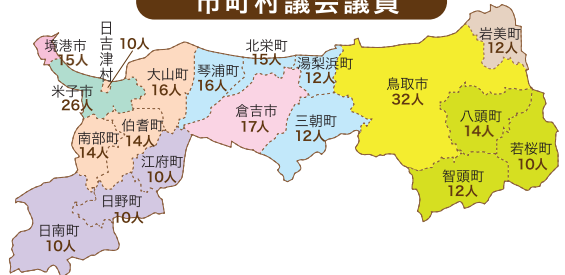 市町村議会議員
境港市
15人
日吉津村
10人
米子市
26人
大山町
16人
琴浦町
16人
北栄町
15人
湯梨浜町
12人
鳥取市
32人
岩美町
12人
倉吉市
17人
三朝町
12人
八頭町
14人
若桜町
10人
智頭町
12人
南部町
14人
伯耆町
14人
江府町
10人
日野町
10人
日南町
10人